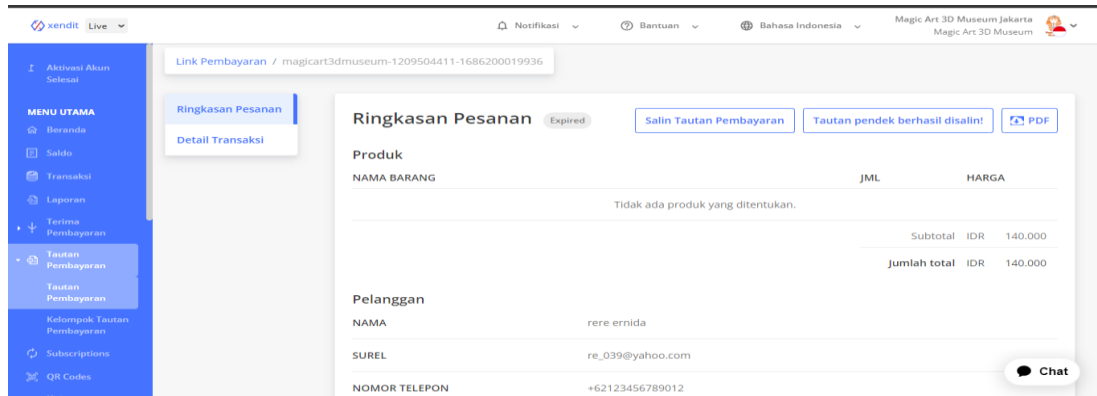 xendit Live
Notifikasi
Bantuan
Bahasa Indonesia
Magic Art 3D Museum Jakarta
Magic Art 3D Museum
Aktivasi Akun
Selesai
MENU UTAMA
Beranda
Saldo
Transaksi
Laporan
Terima
Pembayaran
Tautan
Pembayaran
Tautan
Pembayaran
Kelompok Tautan
Pembayaran
Subscriptions
QR Codes
Link Pembayaran / magicart3dmuseum-1209504411-1686200019936
Ringkasan Pesanan
Detail Transaksi
Ringkasan Pesanan Expired
Salin Tautan Pembayaran
Tautan pendek berhasil disalin!
PDF
Produk
NAMA BARANG JML HARGA
Tidak ada produk yang ditentukan.
Subtotal IDR 140.000
Jumlah total IDR 140.000
Pelanggan
NAMA rere ernida
SUREL re_039@yahoo.com
NOMOR TELEPON +62123456789012
Chat